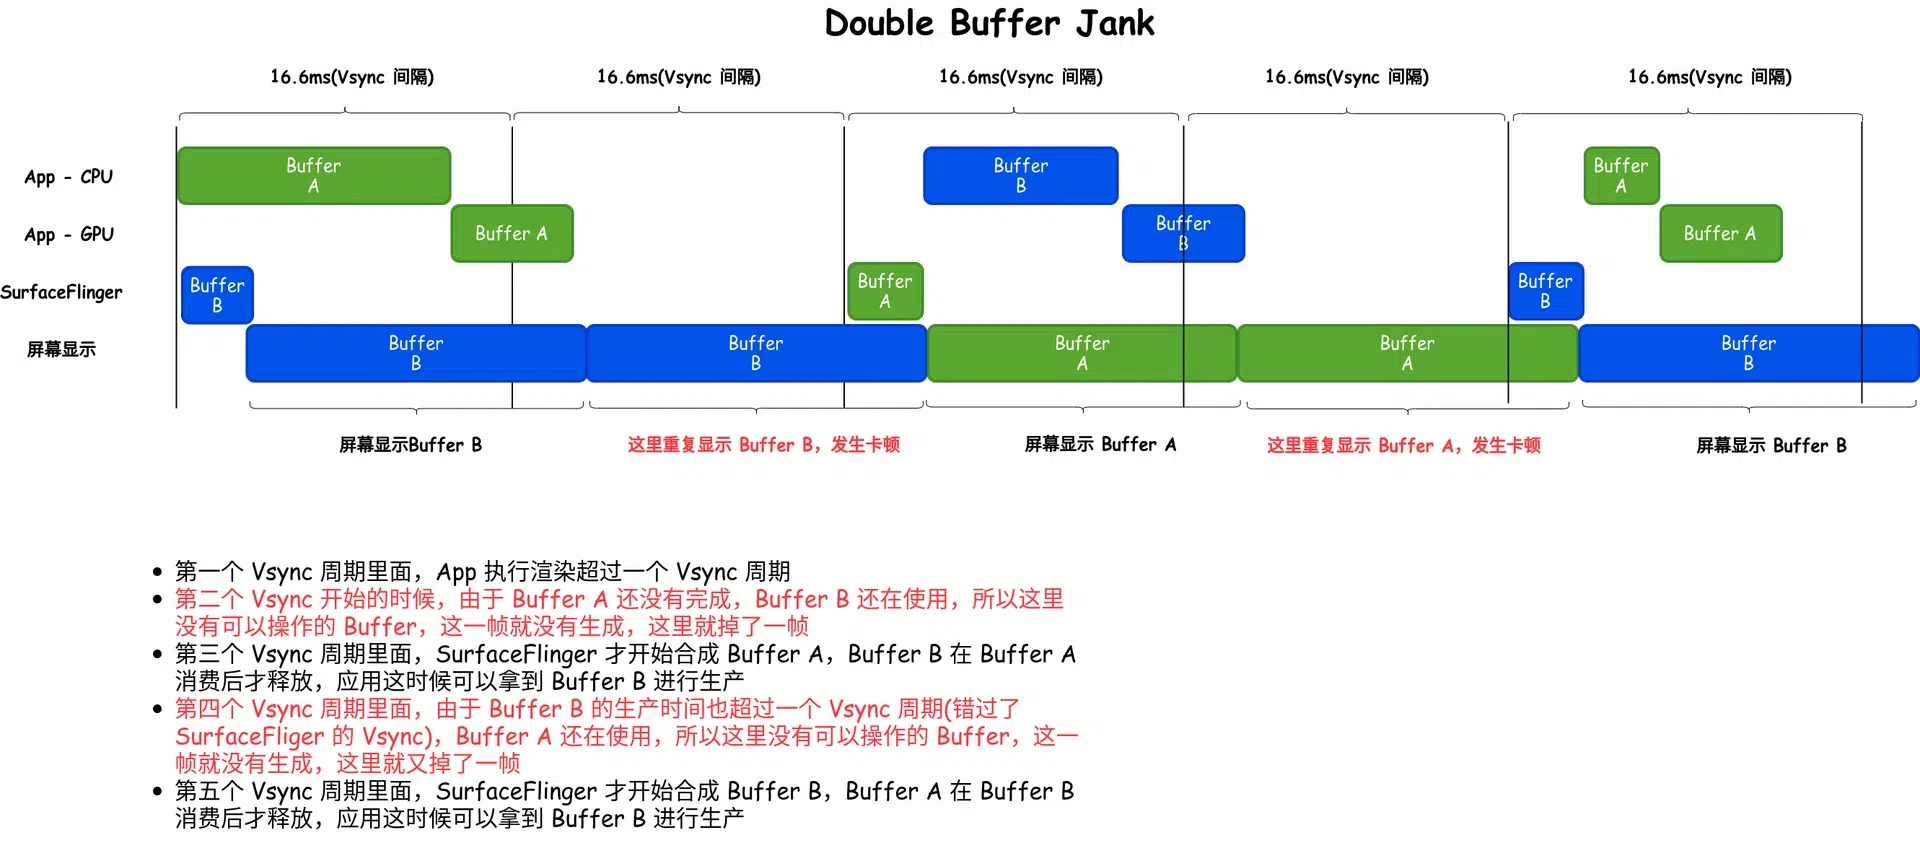 Double Buffer Jank
16.6ms(Vsync 间隔)
16.6ms(Vsync 间隔)
16.6ms(Vsync 间隔)
16.6ms(Vsync 间隔)
16.6ms(Vsync 间隔)
App - CPU
Buffer
A
Buffer
B
Buffer
A
App - GPU
Buffer A
Buffer
B
Buffer A
SurfaceFlinger
Buffer
B
Buffer
A
Buffer
B
屏幕显示
Buffer
B
Buffer
B
Buffer
A
Buffer
A
Buffer
B
屏幕显示Buffer B
这里重复显示 Buffer B，发生卡顿
屏幕显示 Buffer A
这里重复显示 Buffer A，发生卡顿
屏幕显示 Buffer B
• 第一个 Vsync 周期里面，App 执行渲染超过一个 Vsync 周期
• 第二个 Vsync 开始的时候，由于 Buffer A 还没有完成，Buffer B 还在使用，所以这里
没有可以操作的 Buffer，这一帧就没有生成，这里就掉了一帧
• 第三个 Vsync 周期里面，SurfaceFlinger 才开始合成 Buffer A，Buffer B 在 Buffer A
消费后才释放，应用这时候可以拿到 Buffer B 进行生产
• 第四个 Vsync 周期里面，由于 Buffer B 的生产时间也超过一个 Vsync 周期(错过了
SurfaceFliger 的 Vsync)，Buffer A 还在使用，所以这里没有可以操作的 Buffer，这一
帧就没有生成，这里就又掉了一帧
• 第五个 Vsync 周期里面，SurfaceFlinger 才开始合成 Buffer B，Buffer A 在 Buffer B
消费后才释放，应用这时候可以拿到 Buffer B 进行生产